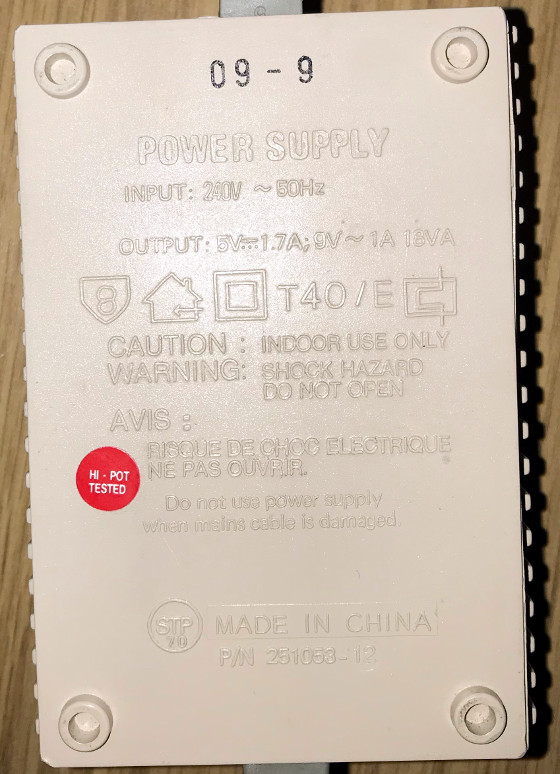 09 - 9
POWER SUPPLY
INPUT: 240V ~ 50Hz
OUTPUT: 5V⎓1.7A; 9V~1A 18VA
8 T40/E
CAUTION : INDOOR USE ONLY
WARNING: SHOCK HAZARD
DO NOT OPEN
AVIS :
RISQUE DE CHOC ELECTRIQUE
NE PAS OUVRIR.
HI - POT
TESTED
Do not use power supply
when mains cable is damaged.
STP
MADE IN CHINA
P/N 251053-12